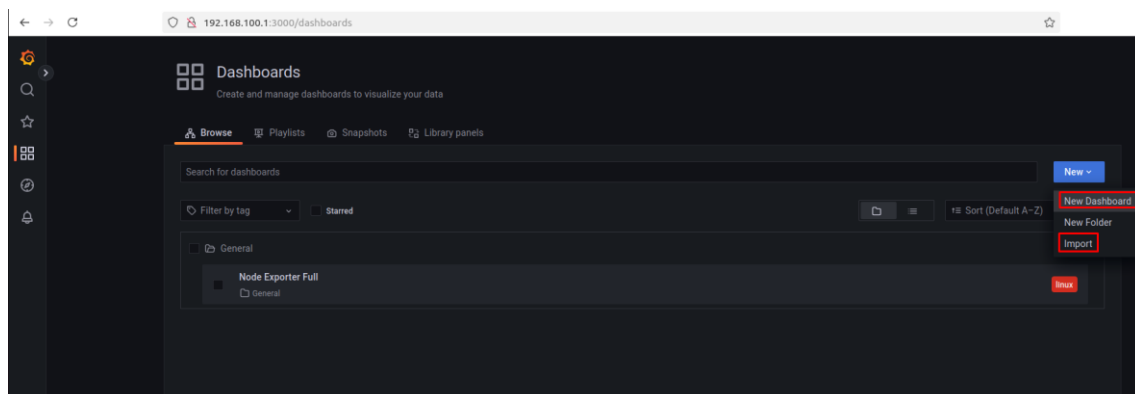 192.168.100.1:3000/dashboards
Dashboards
Create and manage dashboards to visualize your data
Browse Playlists Snapshots Library panels
Search for dashboards New
Filter by tag Starred Sort (Default A–Z)
New Dashboard
New Folder
Import
General
Node Exporter Full
General linux